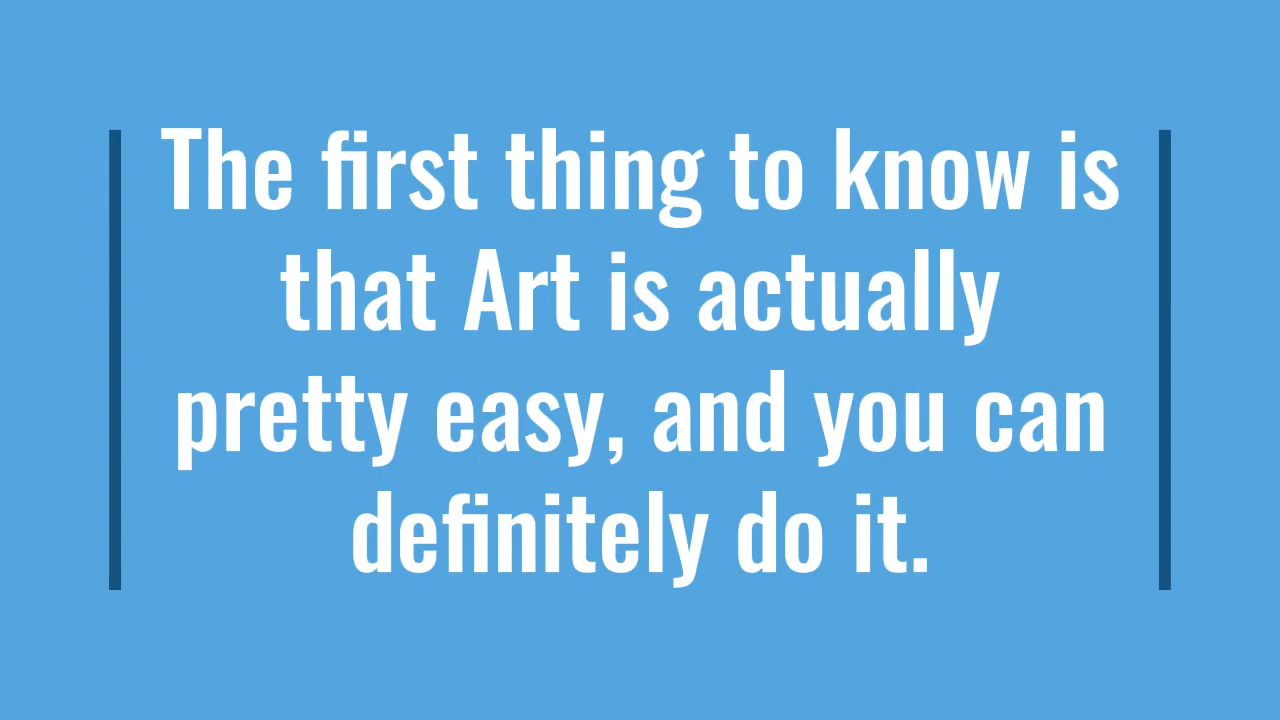 The first thing to know is
that Art is actually
pretty easy, and you can
definitely do it.